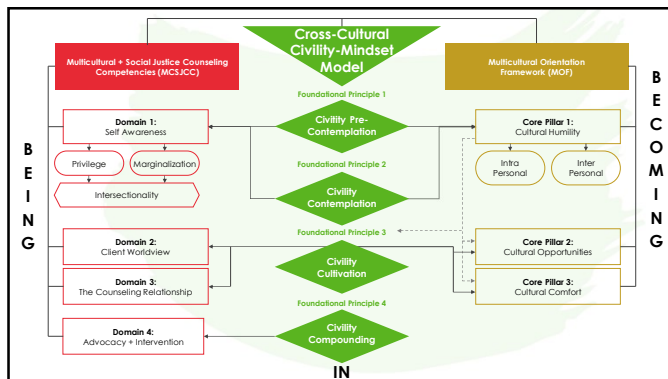 Cross-Cultural
Civility-Mindset
Model
Multicultural + Social Justice Counseling
Competencies (MCSJCC)
Multicultural Orientation
Framework (MOF)
Foundational Principle 1
Domain 1:
Self Awareness
Civility Pre-
Contemplation
Core Pillar 1:
Cultural Humility
Privilege
Marginalization
Foundational Principle 2
Intra
Personal
Inter
Personal
Intersectionality
Civility
Contemplation
Foundational Principle 3
Domain 2:
Client Worldview
Civility
Cultivation
Core Pillar 2:
Cultural Opportunities
Domain 3:
The Counseling Relationship
Core Pillar 3:
Cultural Comfort
Foundational Principle 4
Domain 4:
Advocacy + Intervention
Civility
Compounding
BEING
IN
BECOMING